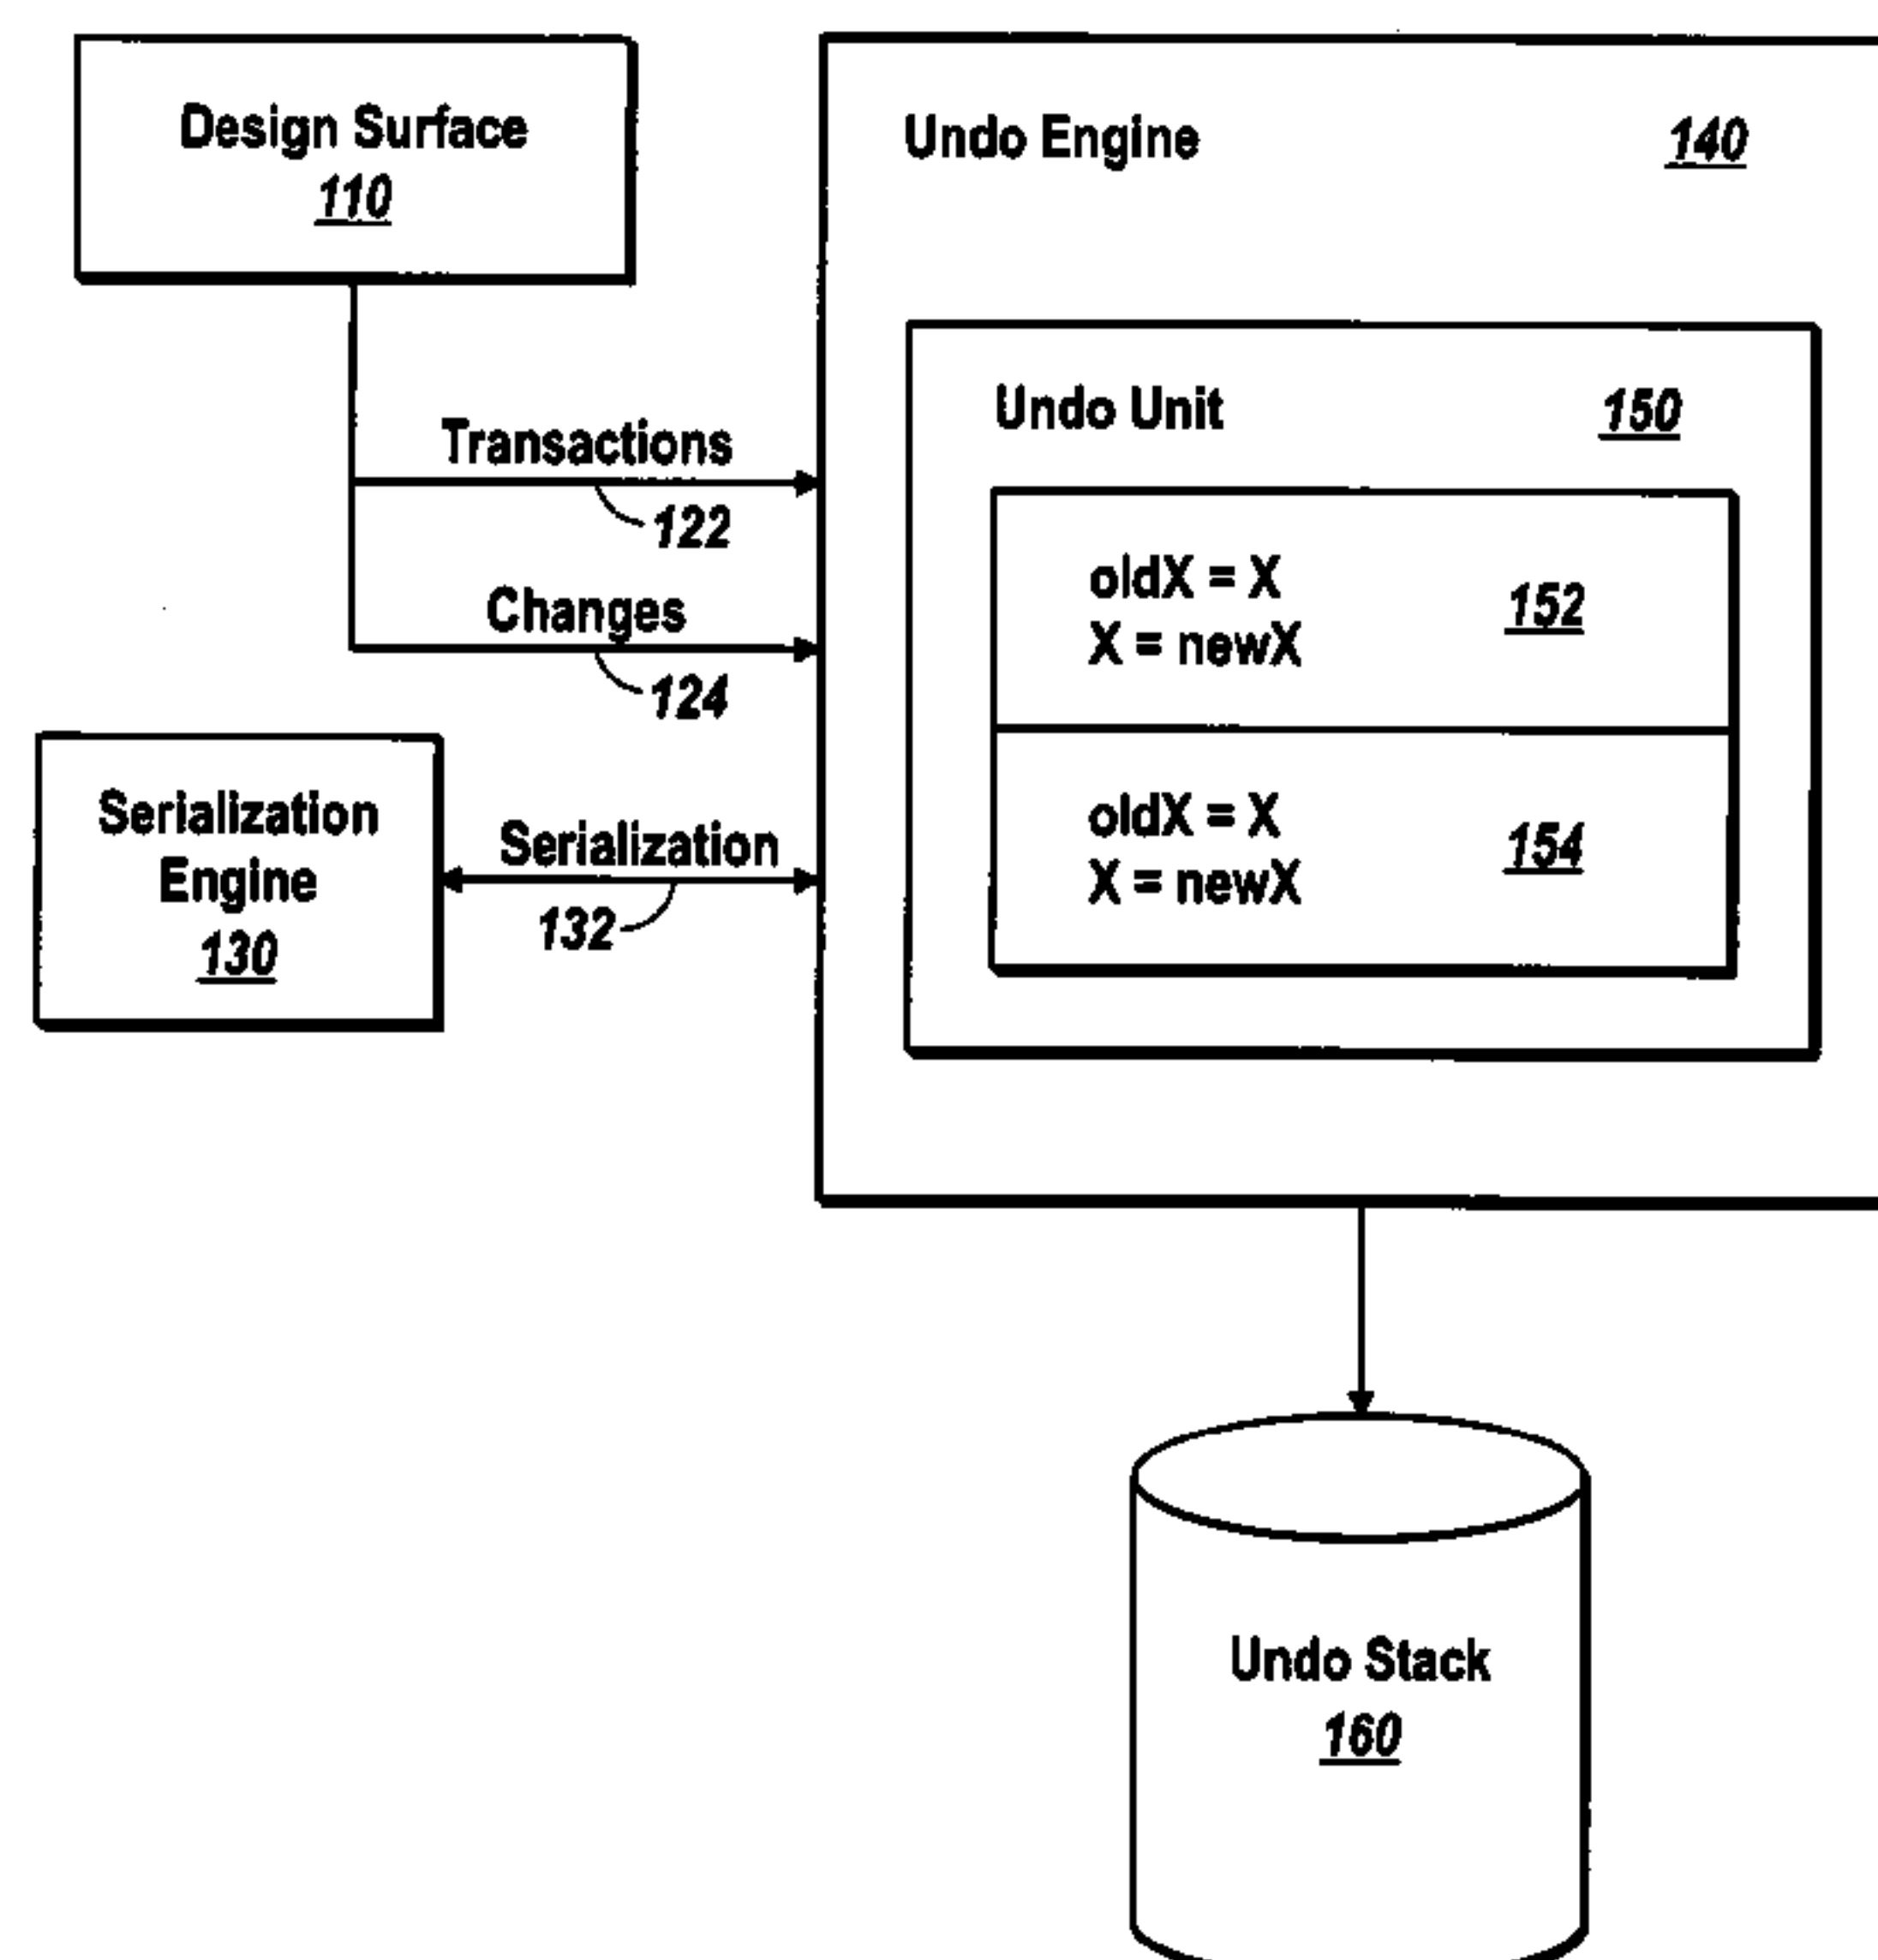 Design Surface
110
Undo Engine
140
Undo Unit
150
Transactions
122
oldX = X
X = newX
152
Changes
124
Serialization
Engine
130
Serialization
132
oldX = X
X = newX
154
Undo Stack
160